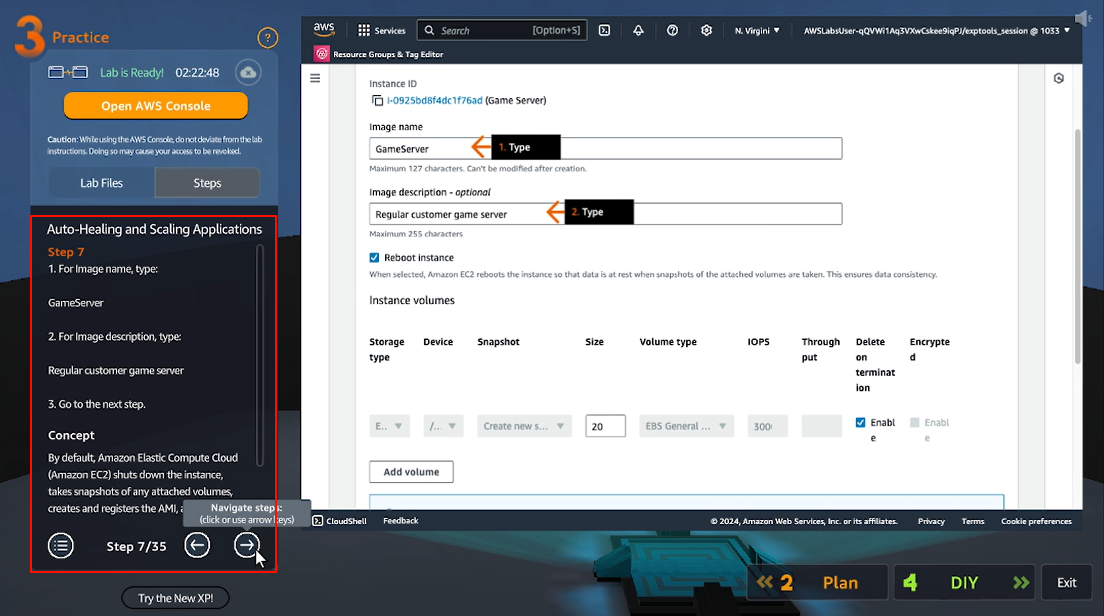 3 Practice
?
Lab is Ready! 02:22:48
Open AWS Console
Caution: While using the AWS Console, do not deviate from the lab
instructions. Doing so may cause your access to be revoked.
Lab Files
Steps
Auto-Healing and Scaling Applications
Step 7
1. For Image name, type:
GameServer
2. For Image description, type:
Regular customer game server
3. Go to the next step.
Concept
By default, Amazon Elastic Compute Cloud
(Amazon EC2) shuts down the instance,
takes snapshots of any attached volumes,
creates and registers the AMI,
Navigate steps:
(click or use arrow keys)
Step 7/35
Try the New XP!
aws
Services
Search [Option+S]
N. Virgini
AWSLabsUser-qQVWi1Aq3VXwCskee9iqPJ/exptools_session @ 1033
Resource Groups & Tag Editor
Instance ID
i-0925bd8f4dc1f76ad (Game Server)
Image name
GameServer
1. Type
Maximum 127 characters. Can't be modified after creation.
Image description - optional
Regular customer game server
2. Type
Maximum 255 characters
Reboot instance
When selected, Amazon EC2 reboots the instance so that data is at rest when snapshots of the attached volumes are taken. This ensures data consistency.
Instance volumes
Storage
type
Device
Snapshot
Size
Volume type
IOPS
Through
put
Delete
on
terminat
ion
Encrypte
d
E..
/...
Create new s...
20
EBS General ...
300
Enabl
e
Enabl
e
Add volume
CloudShell
Feedback
© 2024, Amazon Web Services, Inc. or its affiliates.
Privacy
Terms
Cookie preferences
2 Plan
4 DIY
Exit